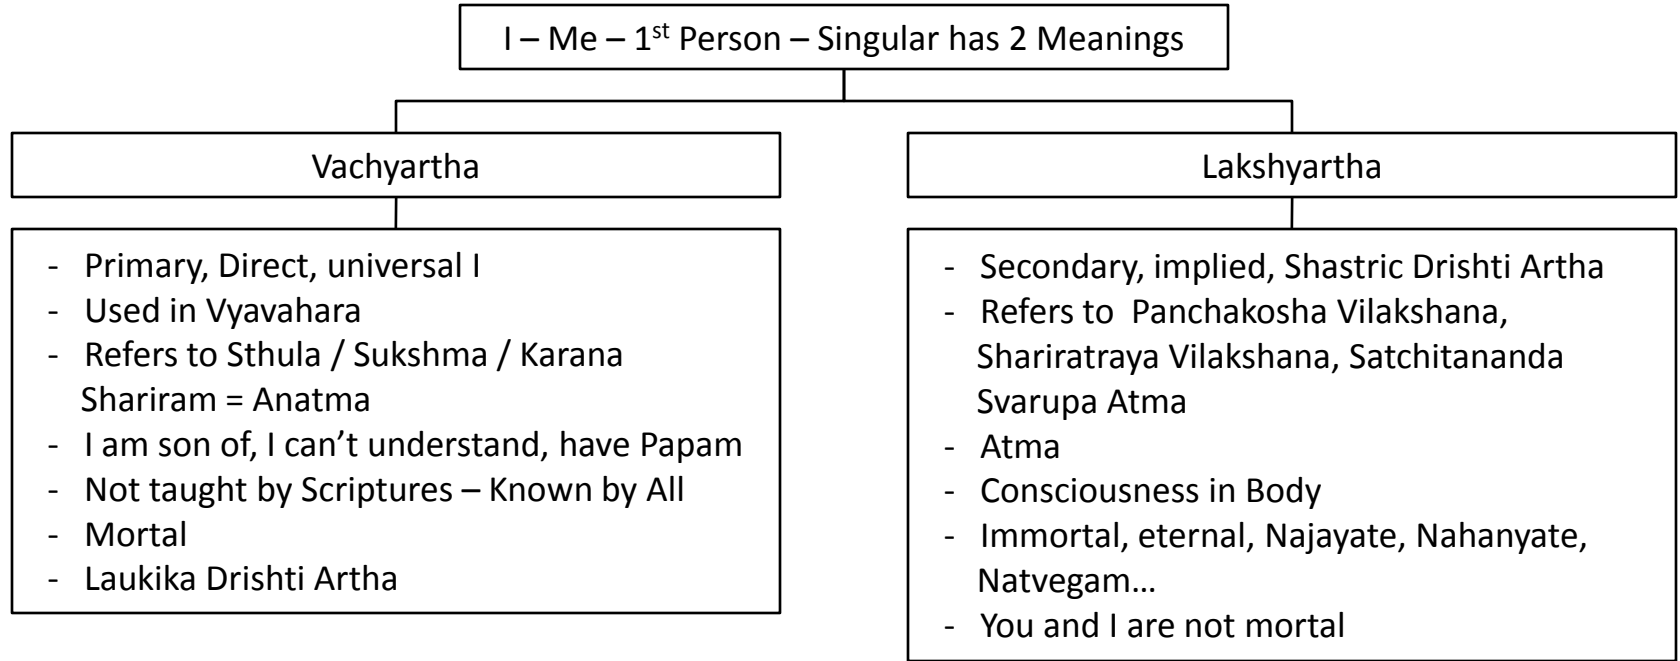 I – Me – 1st Person – Singular has 2 Meanings
Vachyartha
- Primary, Direct, universal I
- Used in Vyavahara
- Refers to Sthula / Sukshma / Karana
Shariram = Anatma
- I am son of, I can’t understand, have Papam
- Not taught by Scriptures – Known by All
- Mortal
- Laukika Drishti Artha
Lakshyartha
- Secondary, implied, Shastric Drishti Artha
- Refers to Panchakosha Vilakshana,
Shariratraya Vilakshana, Satchitananda
Svarupa Atma
- Atma
- Consciousness in Body
- Immortal, eternal, Najayate, Nahanyate,
Natvegam…
- You and I are not mortal